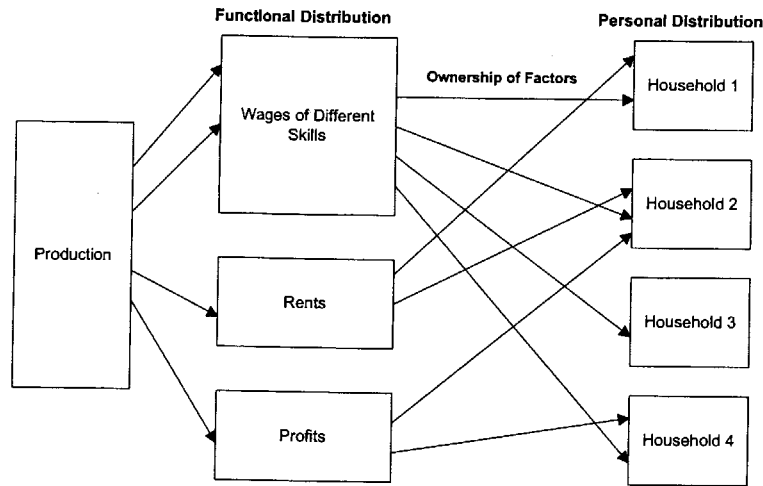 Functional Distribution
Personal Distribution
Ownership of Factors
Wages of Different
Skills
Production
Rents
Profits
Household 1
Household 2
Household 3
Household 4